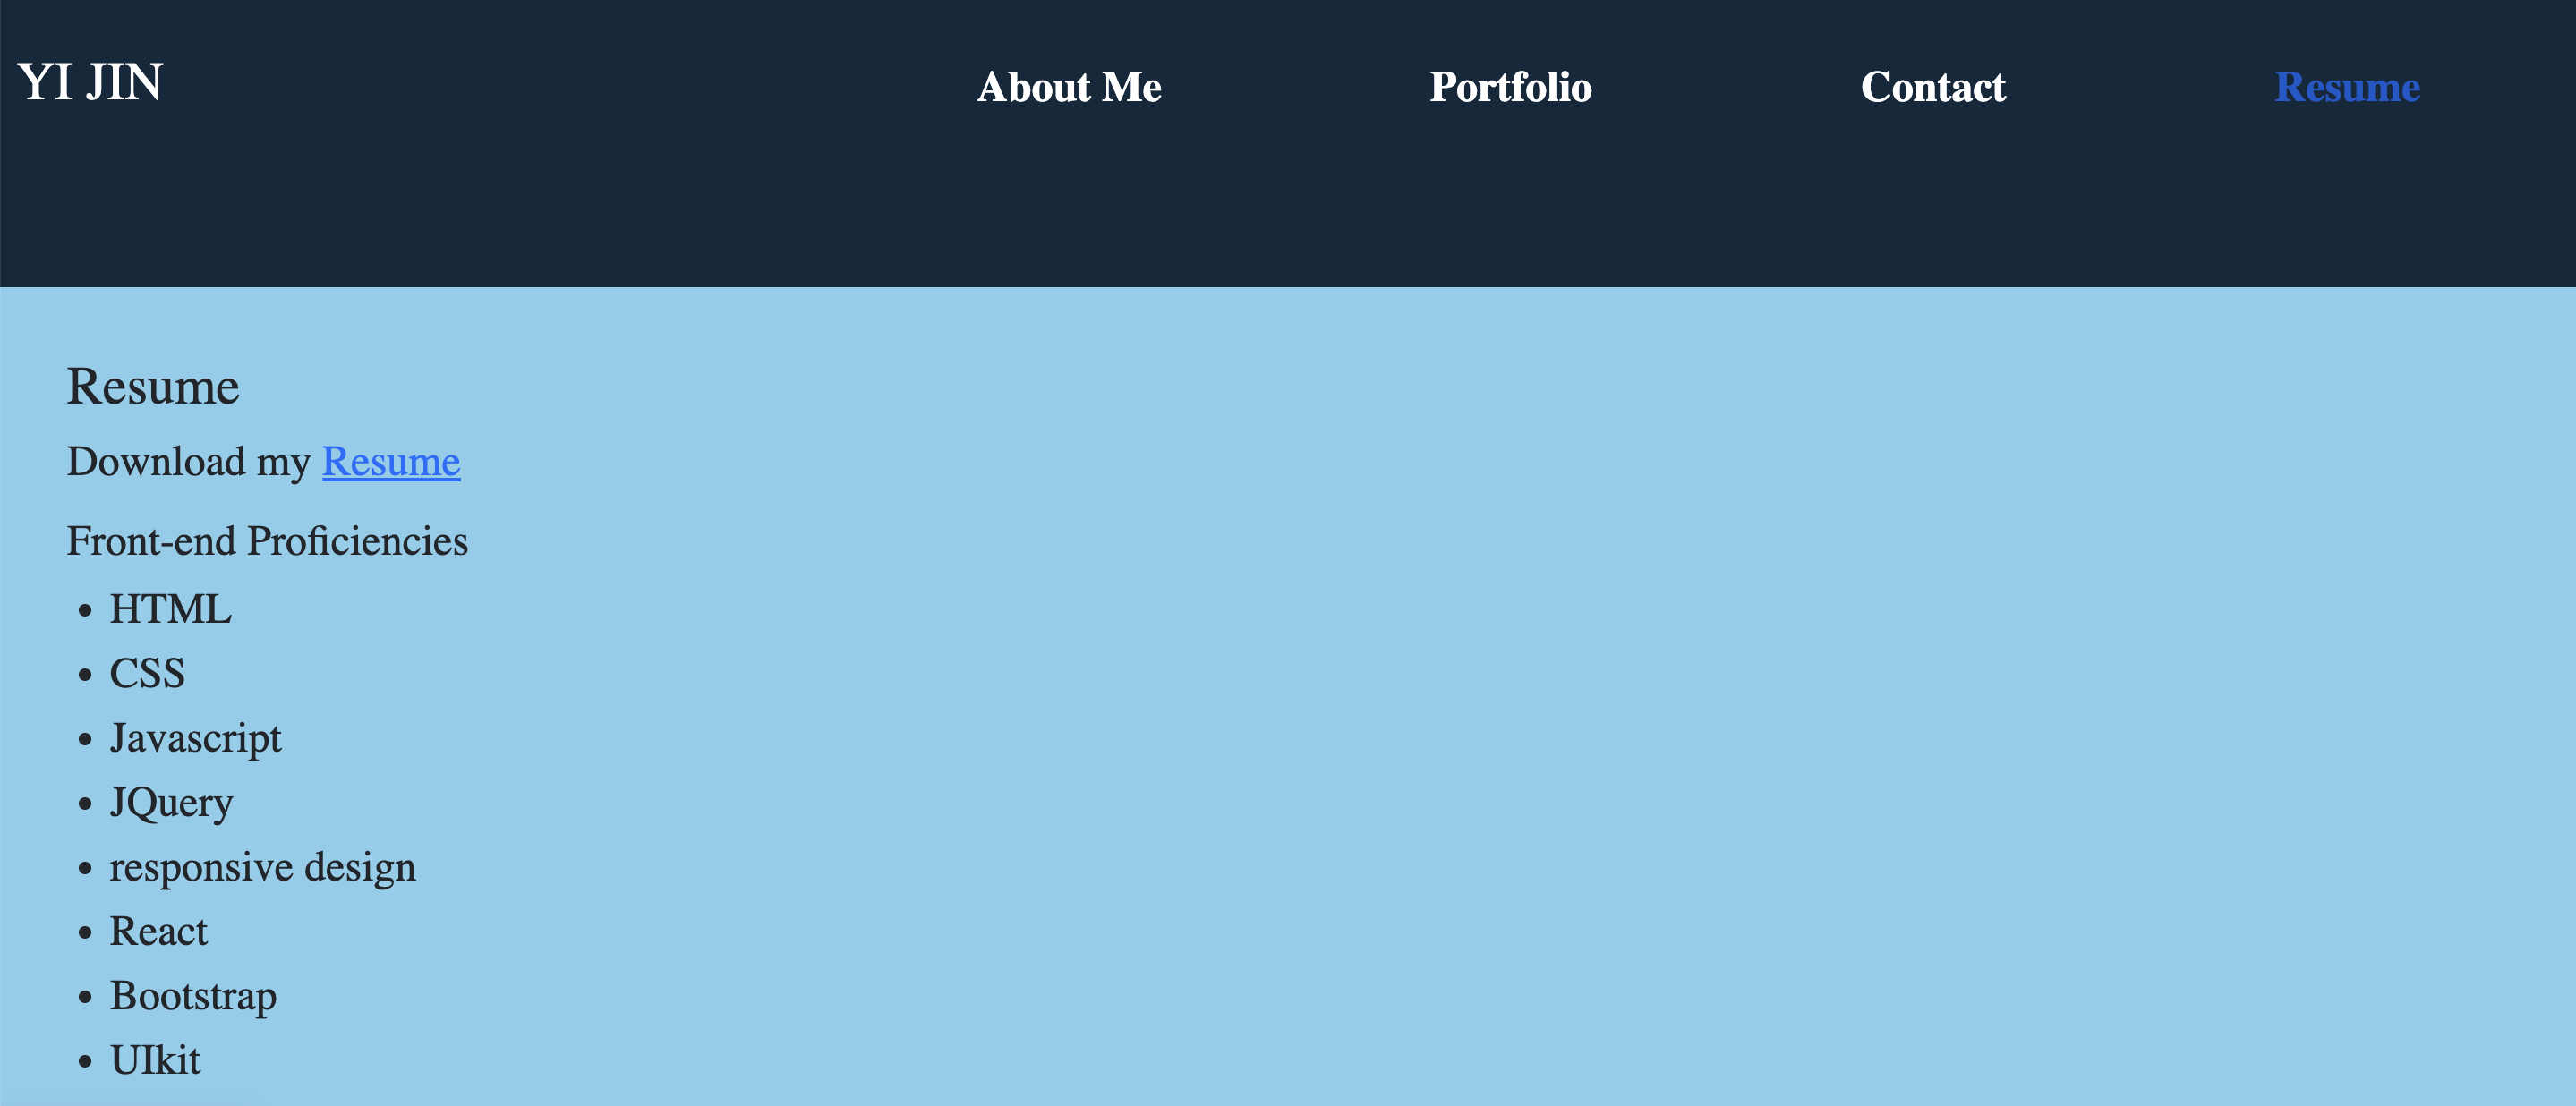 YI JIN
About Me
Portfolio
Contact
Resume
Resume
Download my Resume
Front-end Proficiencies
HTML
CSS
Javascript
JQuery
responsive design
React
Bootstrap
UIkit